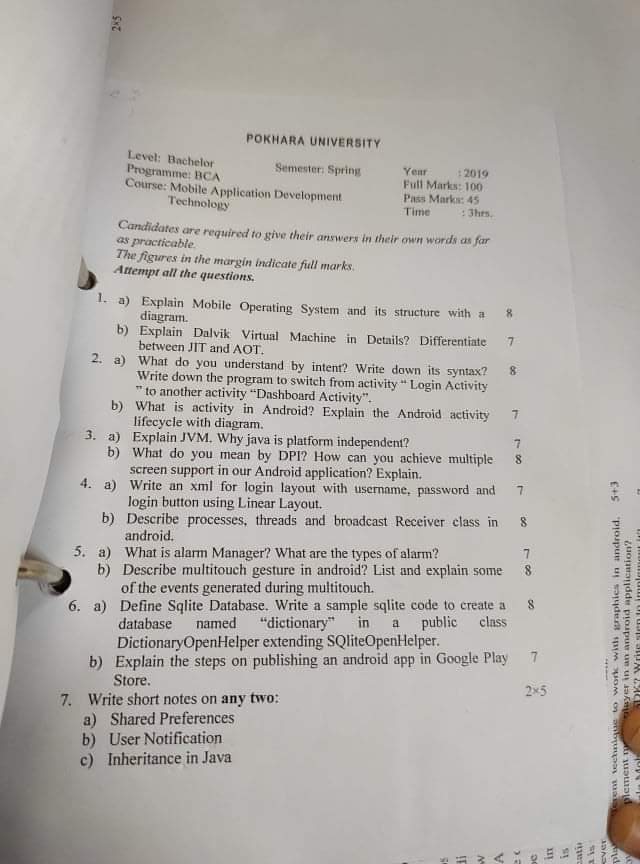 2×5
POKHARA UNIVERSITY
Level: Bachelor Semester: Spring Year : 2019
Programme: BCA Full Marks: 100
Course: Mobile Application Development Pass Marks: 45
Technology Time : 3hrs.
Candidates are required to give their answers in their own words as far
as practicable.
The figures in the margin indicate full marks.
Attempt all the questions.
1. a) Explain Mobile Operating System and its structure with a 8
diagram.
b) Explain Dalvik Virtual Machine in Details? Differentiate 7
between JIT and AOT.
2. a) What do you understand by intent? Write down its syntax? 8
Write down the program to switch from activity “ Login Activity
” to another activity “Dashboard Activity”.
b) What is activity in Android? Explain the Android activity 7
lifecycle with diagram.
3. a) Explain JVM. Why java is platform independent? 7
b) What do you mean by DPI? How can you achieve multiple 8
screen support in our Android application? Explain.
4. a) Write an xml for login layout with username, password and 7
login button using Linear Layout.
b) Describe processes, threads and broadcast Receiver class in 8
android.
5. a) What is alarm Manager? What are the types of alarm? 7
b) Describe multitouch gesture in android? List and explain some 8
of the events generated during multitouch.
6. a) Define Sqlite Database. Write a sample sqlite code to create a 8
database named “dictionary” in a public class
DictionaryOpenHelper extending SQliteOpenHelper.
b) Explain the steps on publishing an android app in Google Play 7
Store.
7. Write short notes on any two: 2×5
a) Shared Preferences
b) User Notification
c) Inheritance in Java
technique to work with graphics in android. 5+3
in an android application?